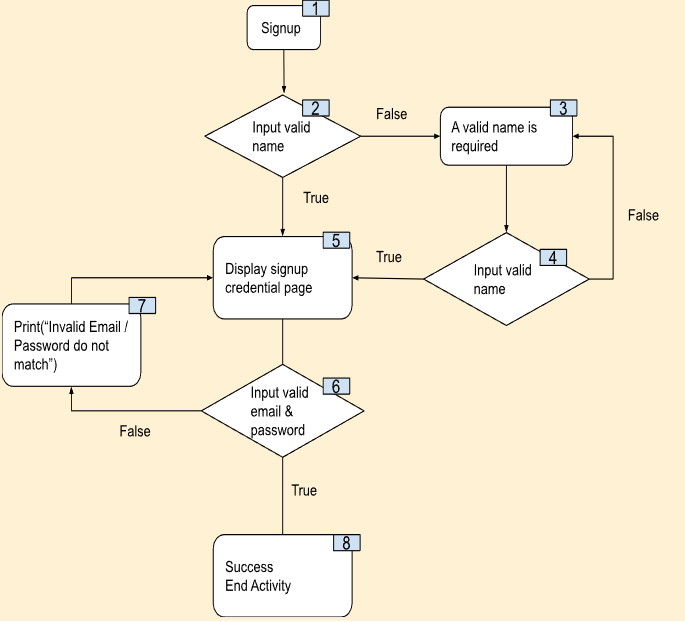 1
Signup
2
Input valid
name
False
3
A valid name is
required
True
False
5
Display signup
credential page
True
4
Input valid
name
7
Print(“Invalid Email /
Password do not
match”)
6
Input valid
email &
password
False
True
8
Success
End Activity